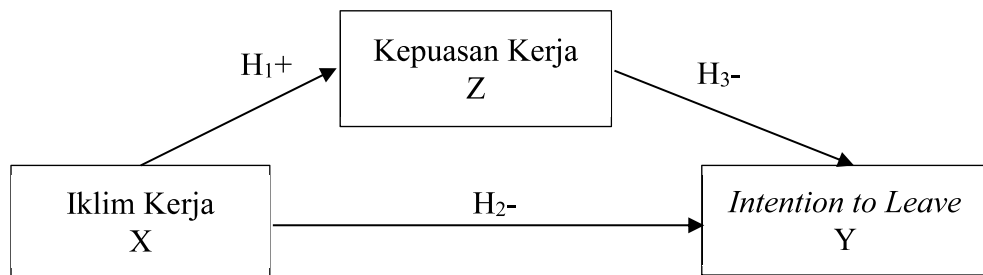 Kepuasan Kerja
Z
H₁+
H₃-
Iklim Kerja
X
H₂-
Intention to Leave
Y